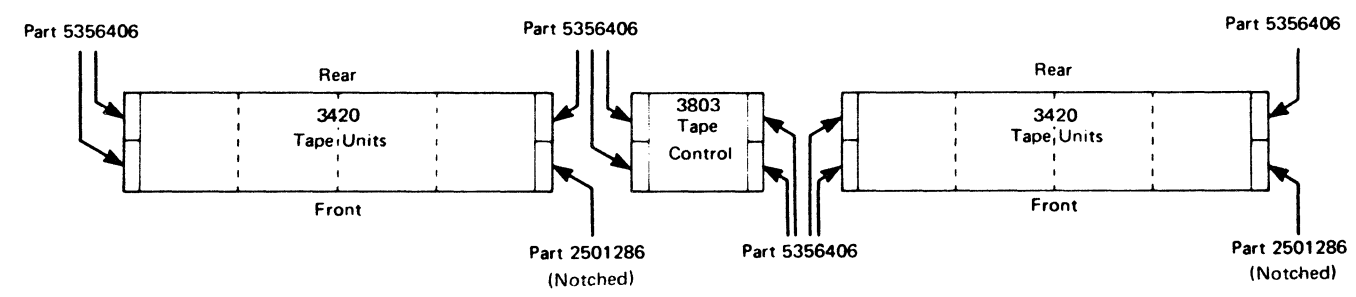 Part 5356406
Part 5356406
Part 5356406
Rear
Rear
3420
Tape Units
3803
Tape
Control
3420
Tape Units
Front
Front
Part 2501286
(Notched)
Part 5356406
Part 2501286
(Notched)